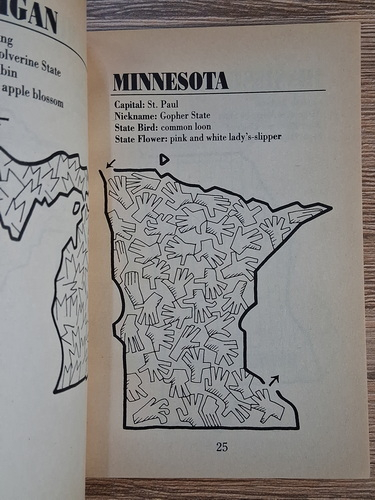 IGAN
ng
olverine State
bin
apple blossom
MINNESOTA
Capital: St. Paul
Nickname: Gopher State
State Bird: common loon
State Flower: pink and white lady's-slipper
25